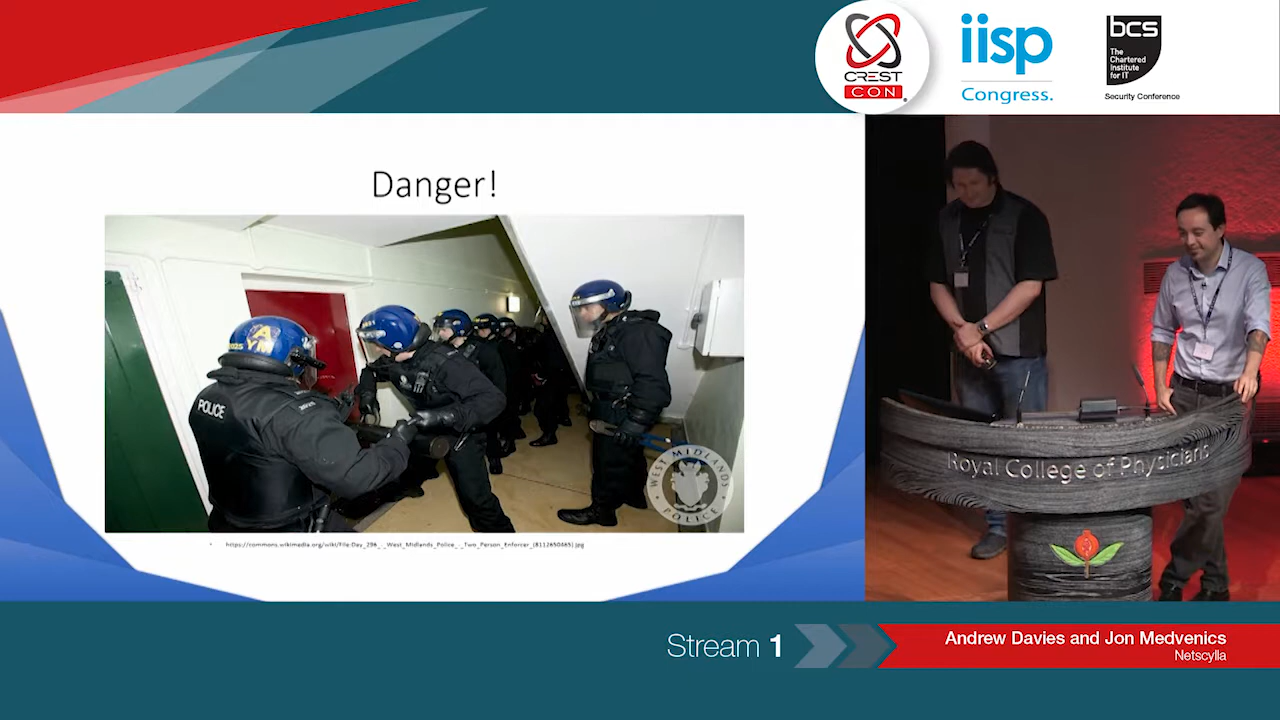 CREST
CON
iisp
Congress.
bcs
The
Chartered
Institute
for IT
Security Conference
Danger!
POLICE
WEST MIDLANDS
POLICE
https://commons.wikimedia.org/wiki/File:Day_296_-_West_Midlands_Police_-_Two_Person_Enforcer_(8112650465).jpg
Royal College of Physicians
Stream 1
Andrew Davies and Jon Medvenics
Netscylla